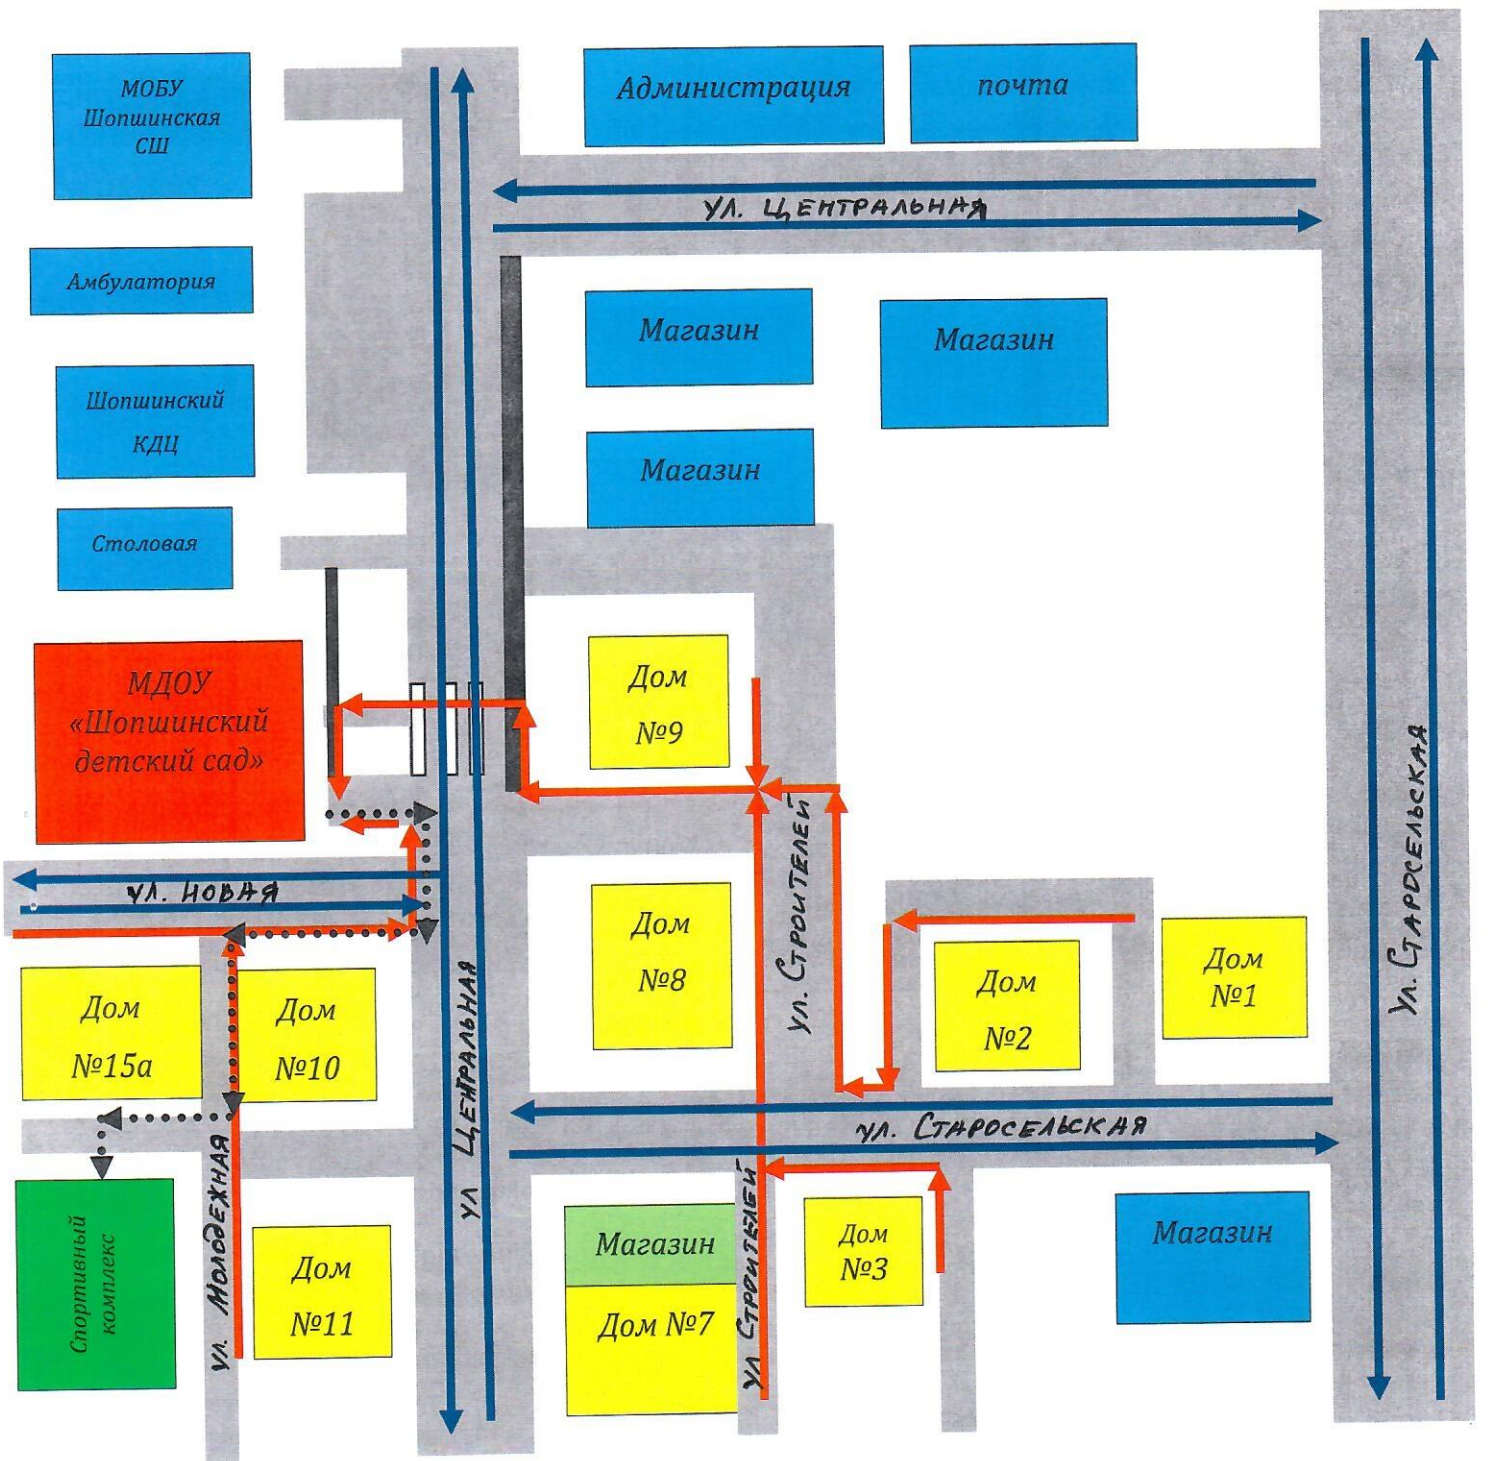 МОБУ
Шопшинская
СШ
Администрация
почта
ул. ЦЕНТРАЛЬНАЯ
Амбулатория
Магазин
Магазин
Шопшинский
КДЦ
Магазин
Столовая
МДОУ
«Шопшинский
детский сад»
Дом
№9
ул. СТРОИТЕЛЕЙ
ул. СТАРОСЕЛЬСКАЯ
ул. НОВАЯ
Дом
№8
Дом
№2
Дом
№1
Дом
№15а
Дом
№10
ул ЦЕНТРАЛЬНАЯ
ул. СТАРОСЕЛЬСКАЯ
Спортивный
комплекс
ул. МОЛОДЕЖНАЯ
Дом
№11
Магазин
Дом №7
ул СТРОИТЕЛЕЙ
Дом
№3
Магазин